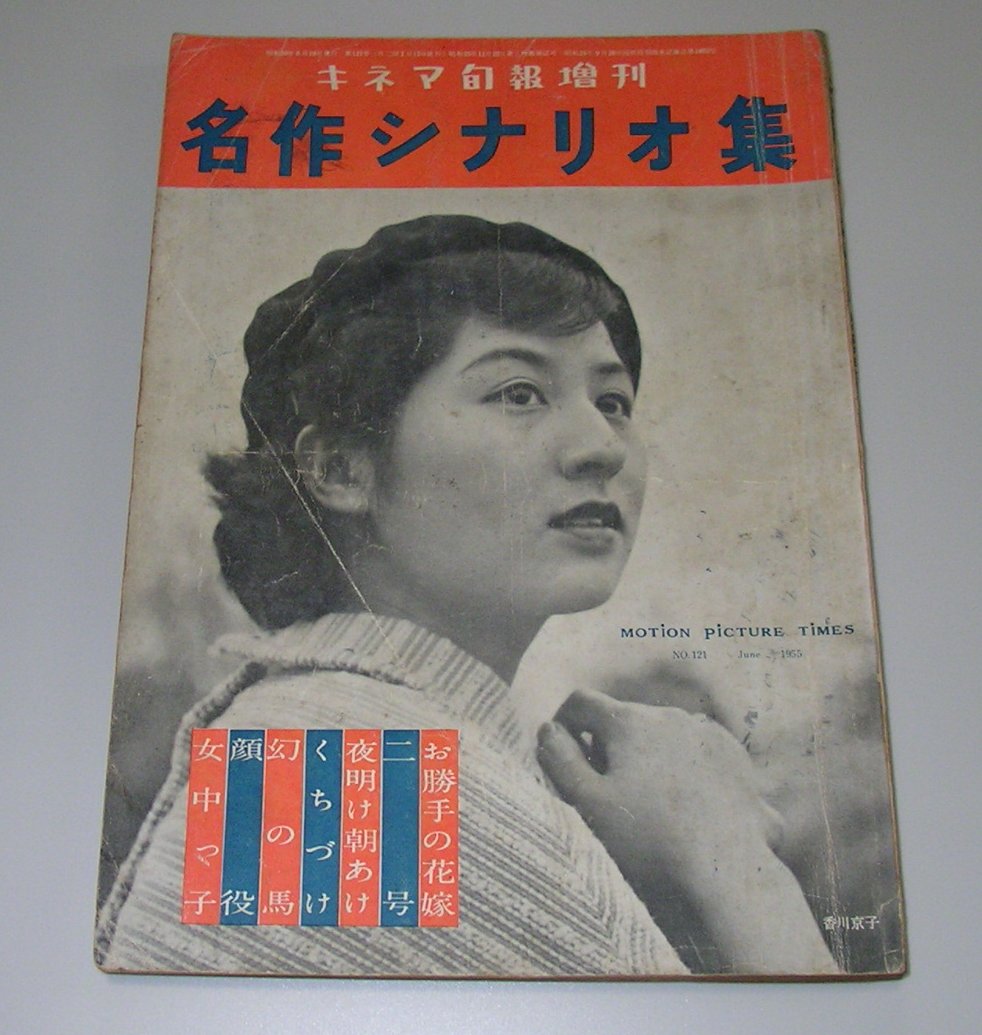 キネマ旬報増刊
名作シナリオ集
MOTiON PiCTURE TiMES
NO. 121 June 1955
お勝手の花嫁
二号
夜明け朝あけ
くちづけ
幻の馬
顔役
女中ッ子
香川京子